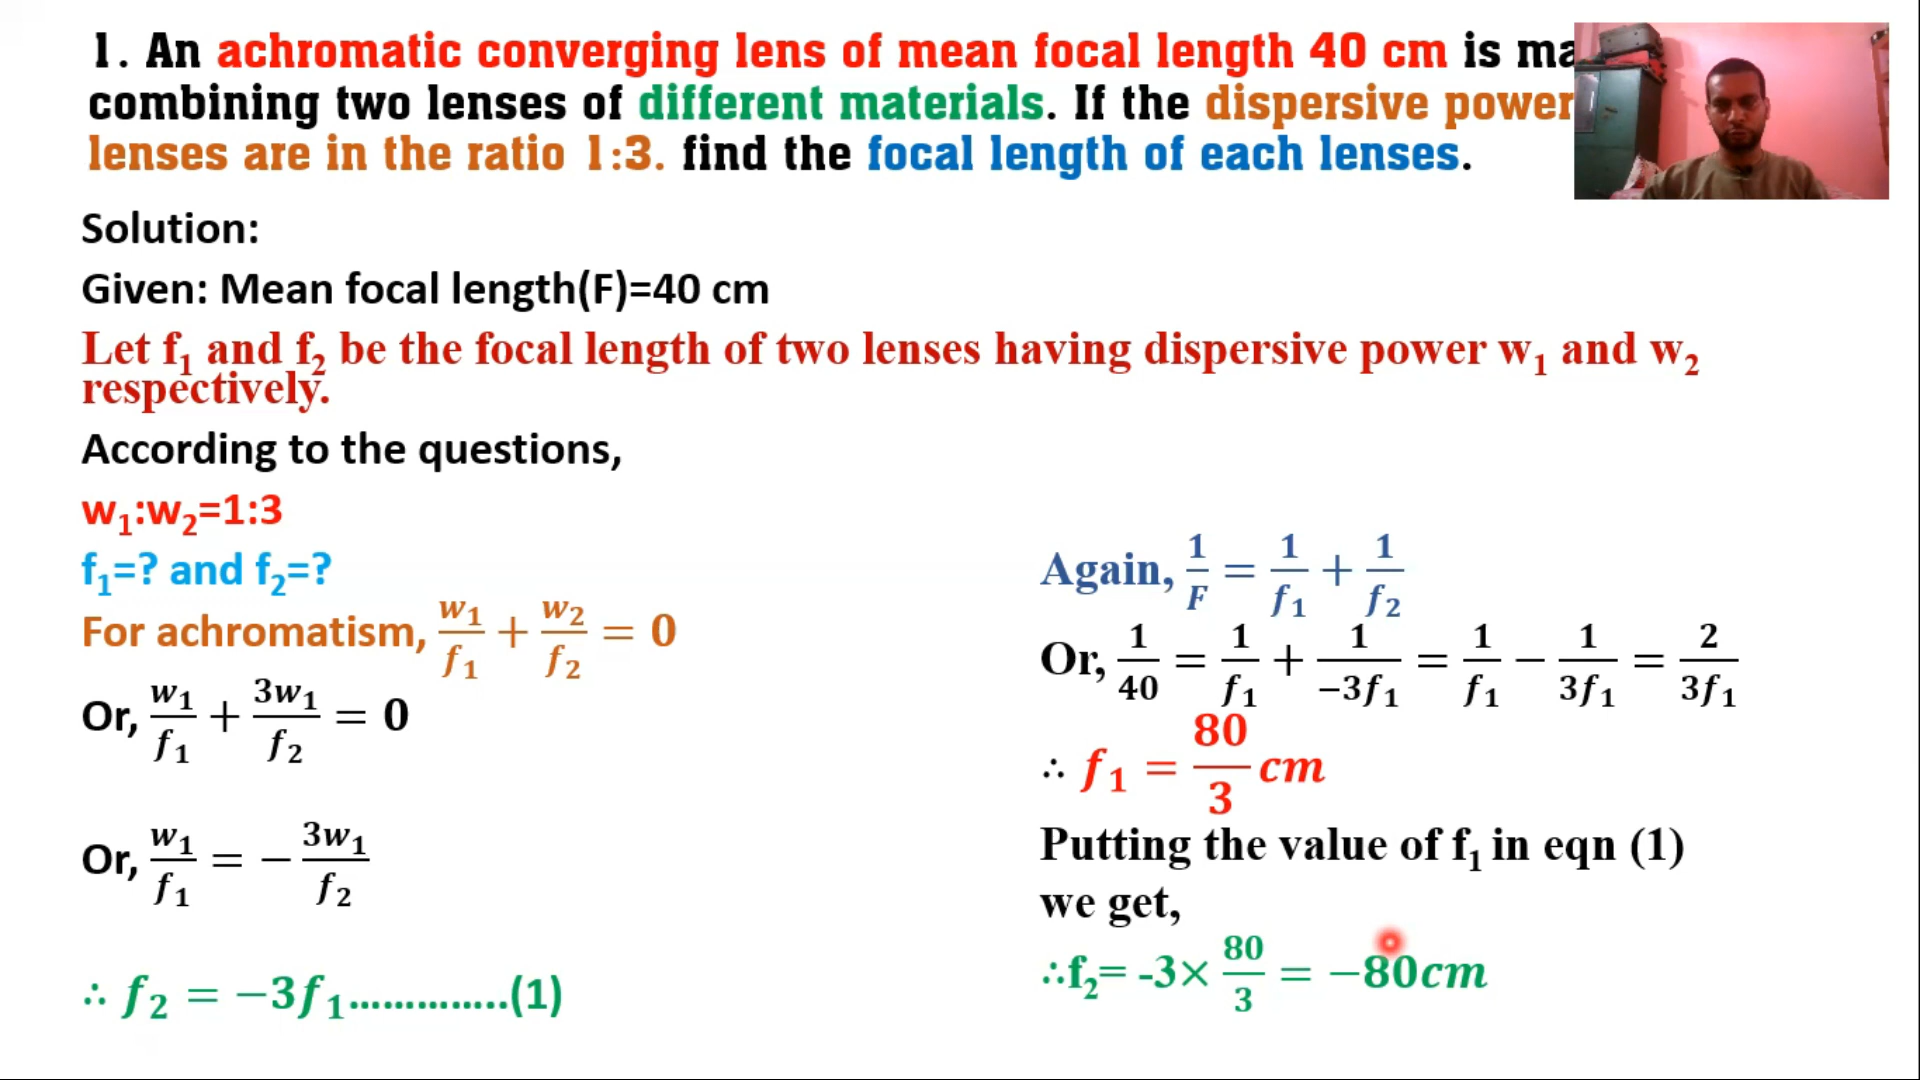 1. An achromatic converging lens of mean focal length 40 cm is
combining two lenses of different materials. If the dispersive power
lenses are in the ratio 1:3. find the focal length of each lenses.
Solution:
Given: Mean focal length(F)=40 cm
Let f₁ and f₂ be the focal length of two lenses having dispersive power w₁ and w₂
respectively.
According to the questions,
w₁:w₂=1:3
f₁=? and f₂=?
For achromatism, w₁/f₁ + w₂/f₂ = 0
Or, w₁/f₁ + 3w₁/f₂ = 0
Or, w₁/f₁ = − 3w₁/f₂
∴ f₂ = −3f₁..............(1)
Again, 1/F = 1/f₁ + 1/f₂
Or, 1/40 = 1/f₁ + 1/−3f₁ = 1/f₁ − 1/3f₁ = 2/3f₁
∴ f₁ = 80/3 cm
Putting the value of f₁ in eqn (1)
we get,
∴f₂= -3× 80/3 = −80cm